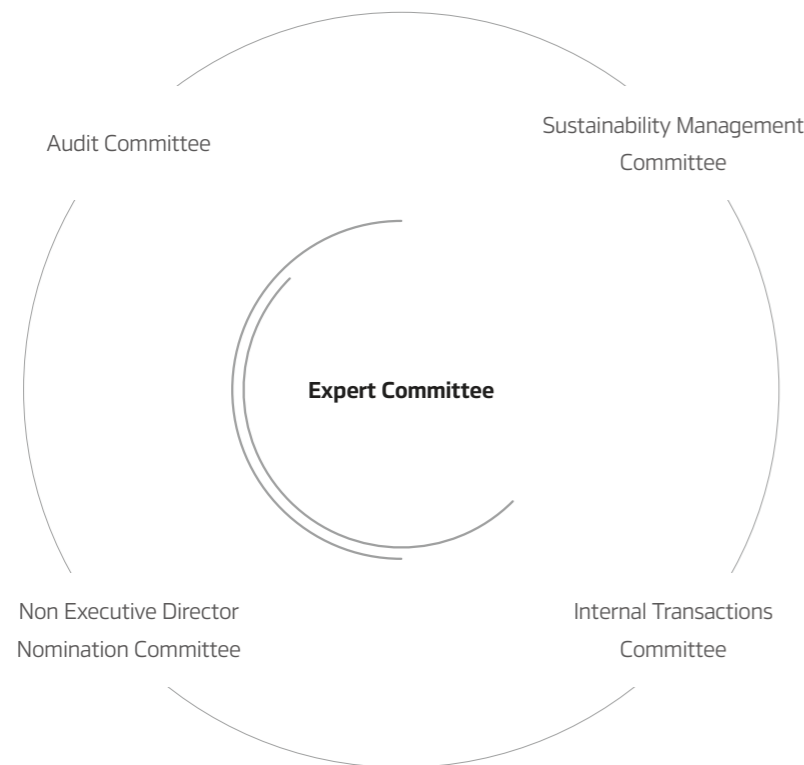 Audit Committee
Sustainability Management
Committee
Expert Committee
Non Executive Director
Nomination Committee
Internal Transactions
Committee